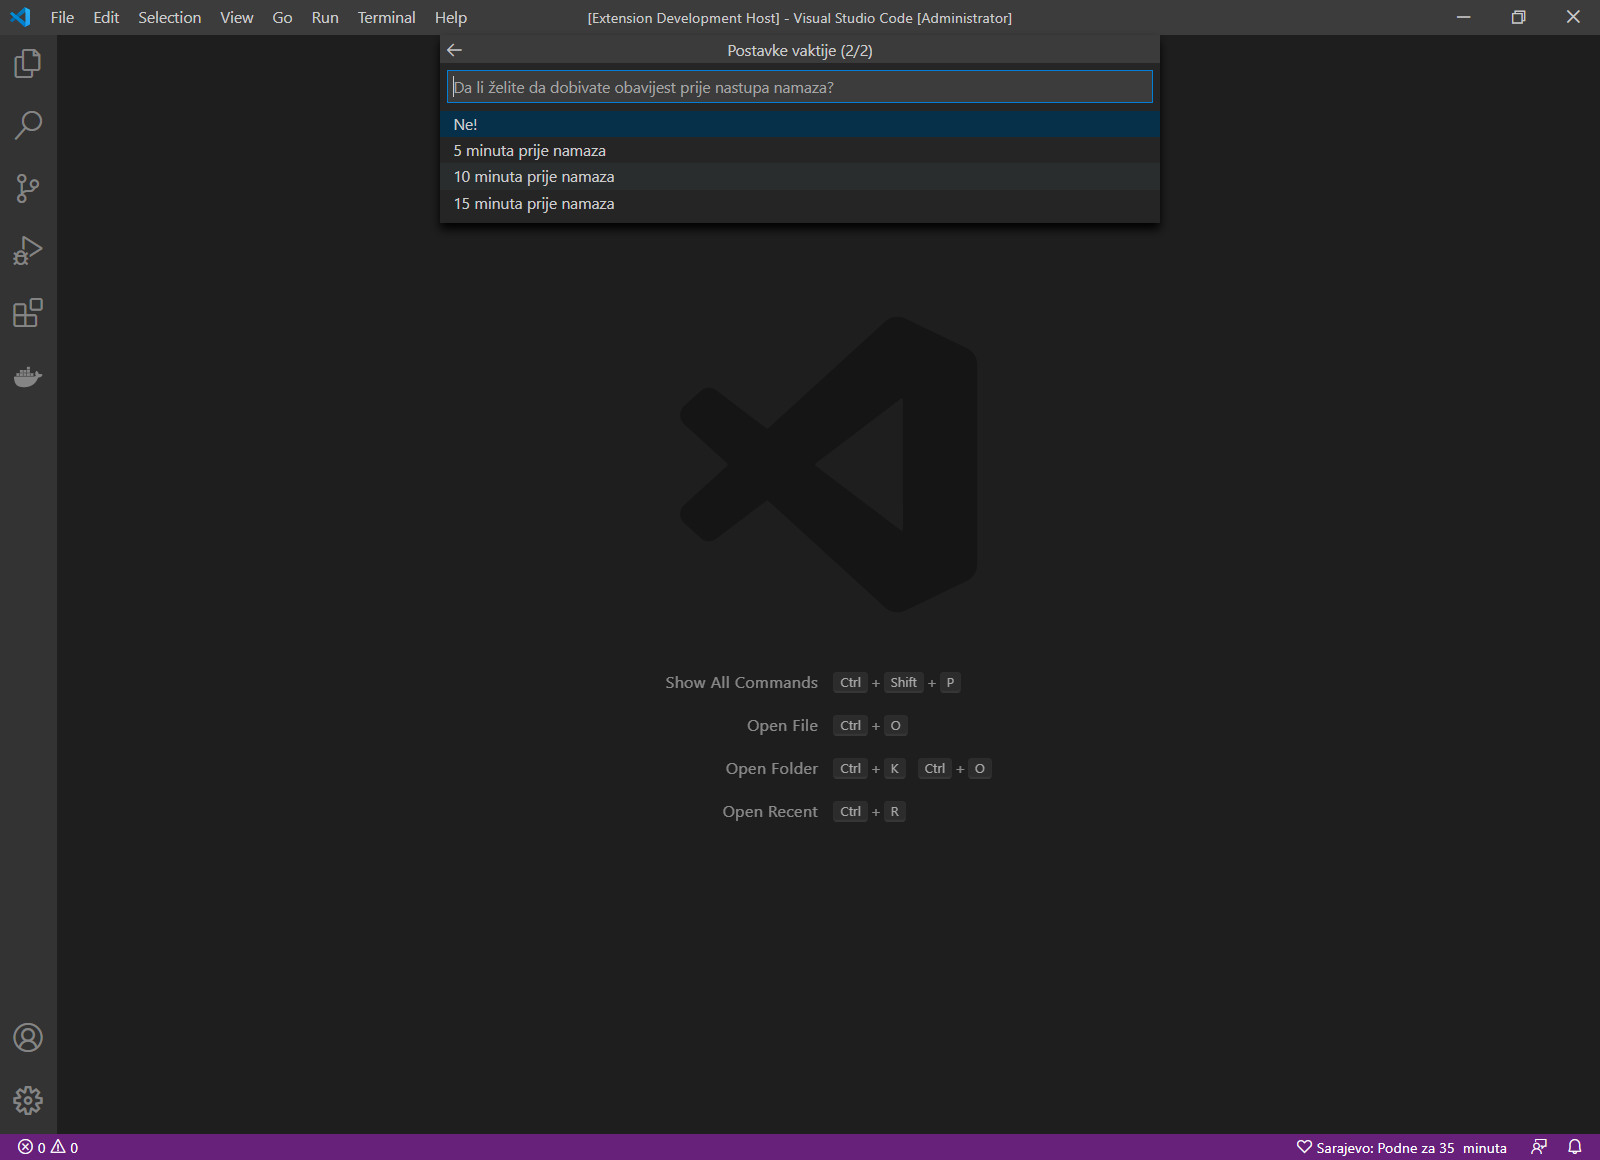 File Edit Selection View Go Run Terminal Help
[Extension Development Host] - Visual Studio Code [Administrator]
Postavke vaktije (2/2)
Da li želite da dobivate obavijest prije nastupa namaza?
Ne!
5 minuta prije namaza
10 minuta prije namaza
15 minuta prije namaza
Show All Commands Ctrl + Shift + P
Open File Ctrl + O
Open Folder Ctrl + K Ctrl + O
Open Recent Ctrl + R
0 0
Sarajevo: Podne za 35 minuta